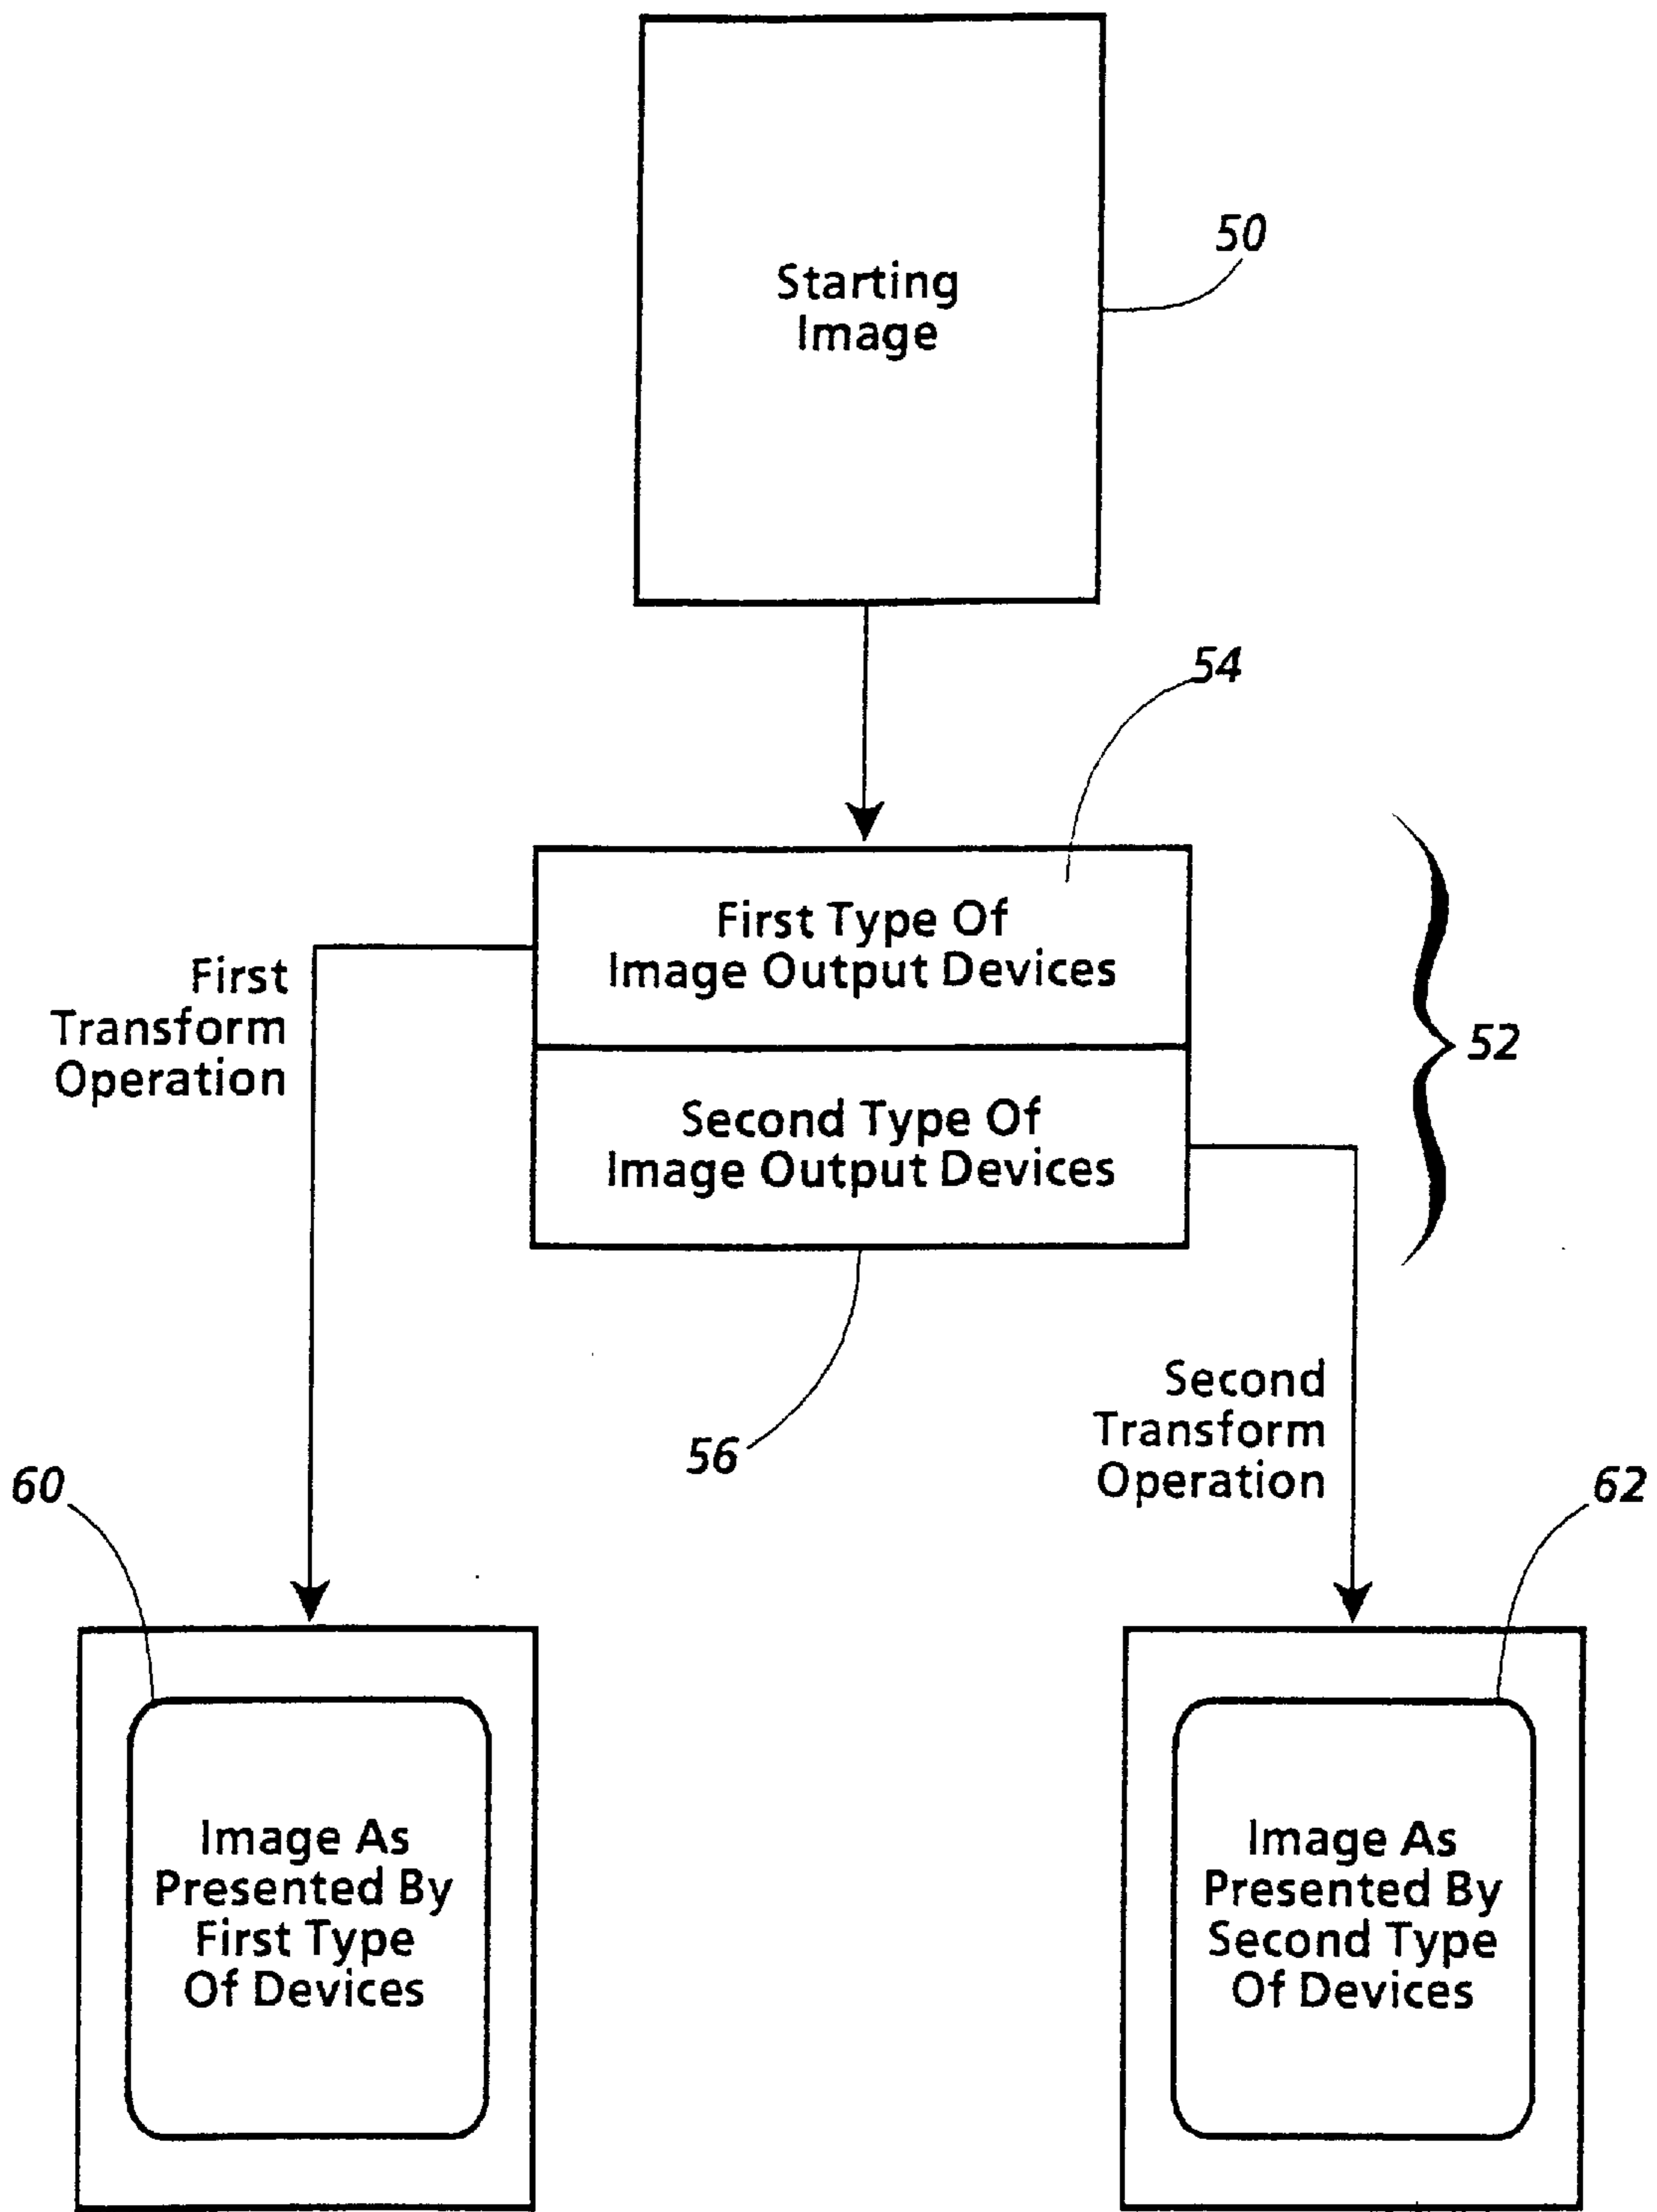 Starting
Image
50
54
First Type Of
Image Output Devices
First
Transform
Operation
52
Second Type Of
Image Output Devices
56
Second
Transform
Operation
60
62
Image As
Presented By
First Type
Of Devices
Image As
Presented By
Second Type
Of Devices